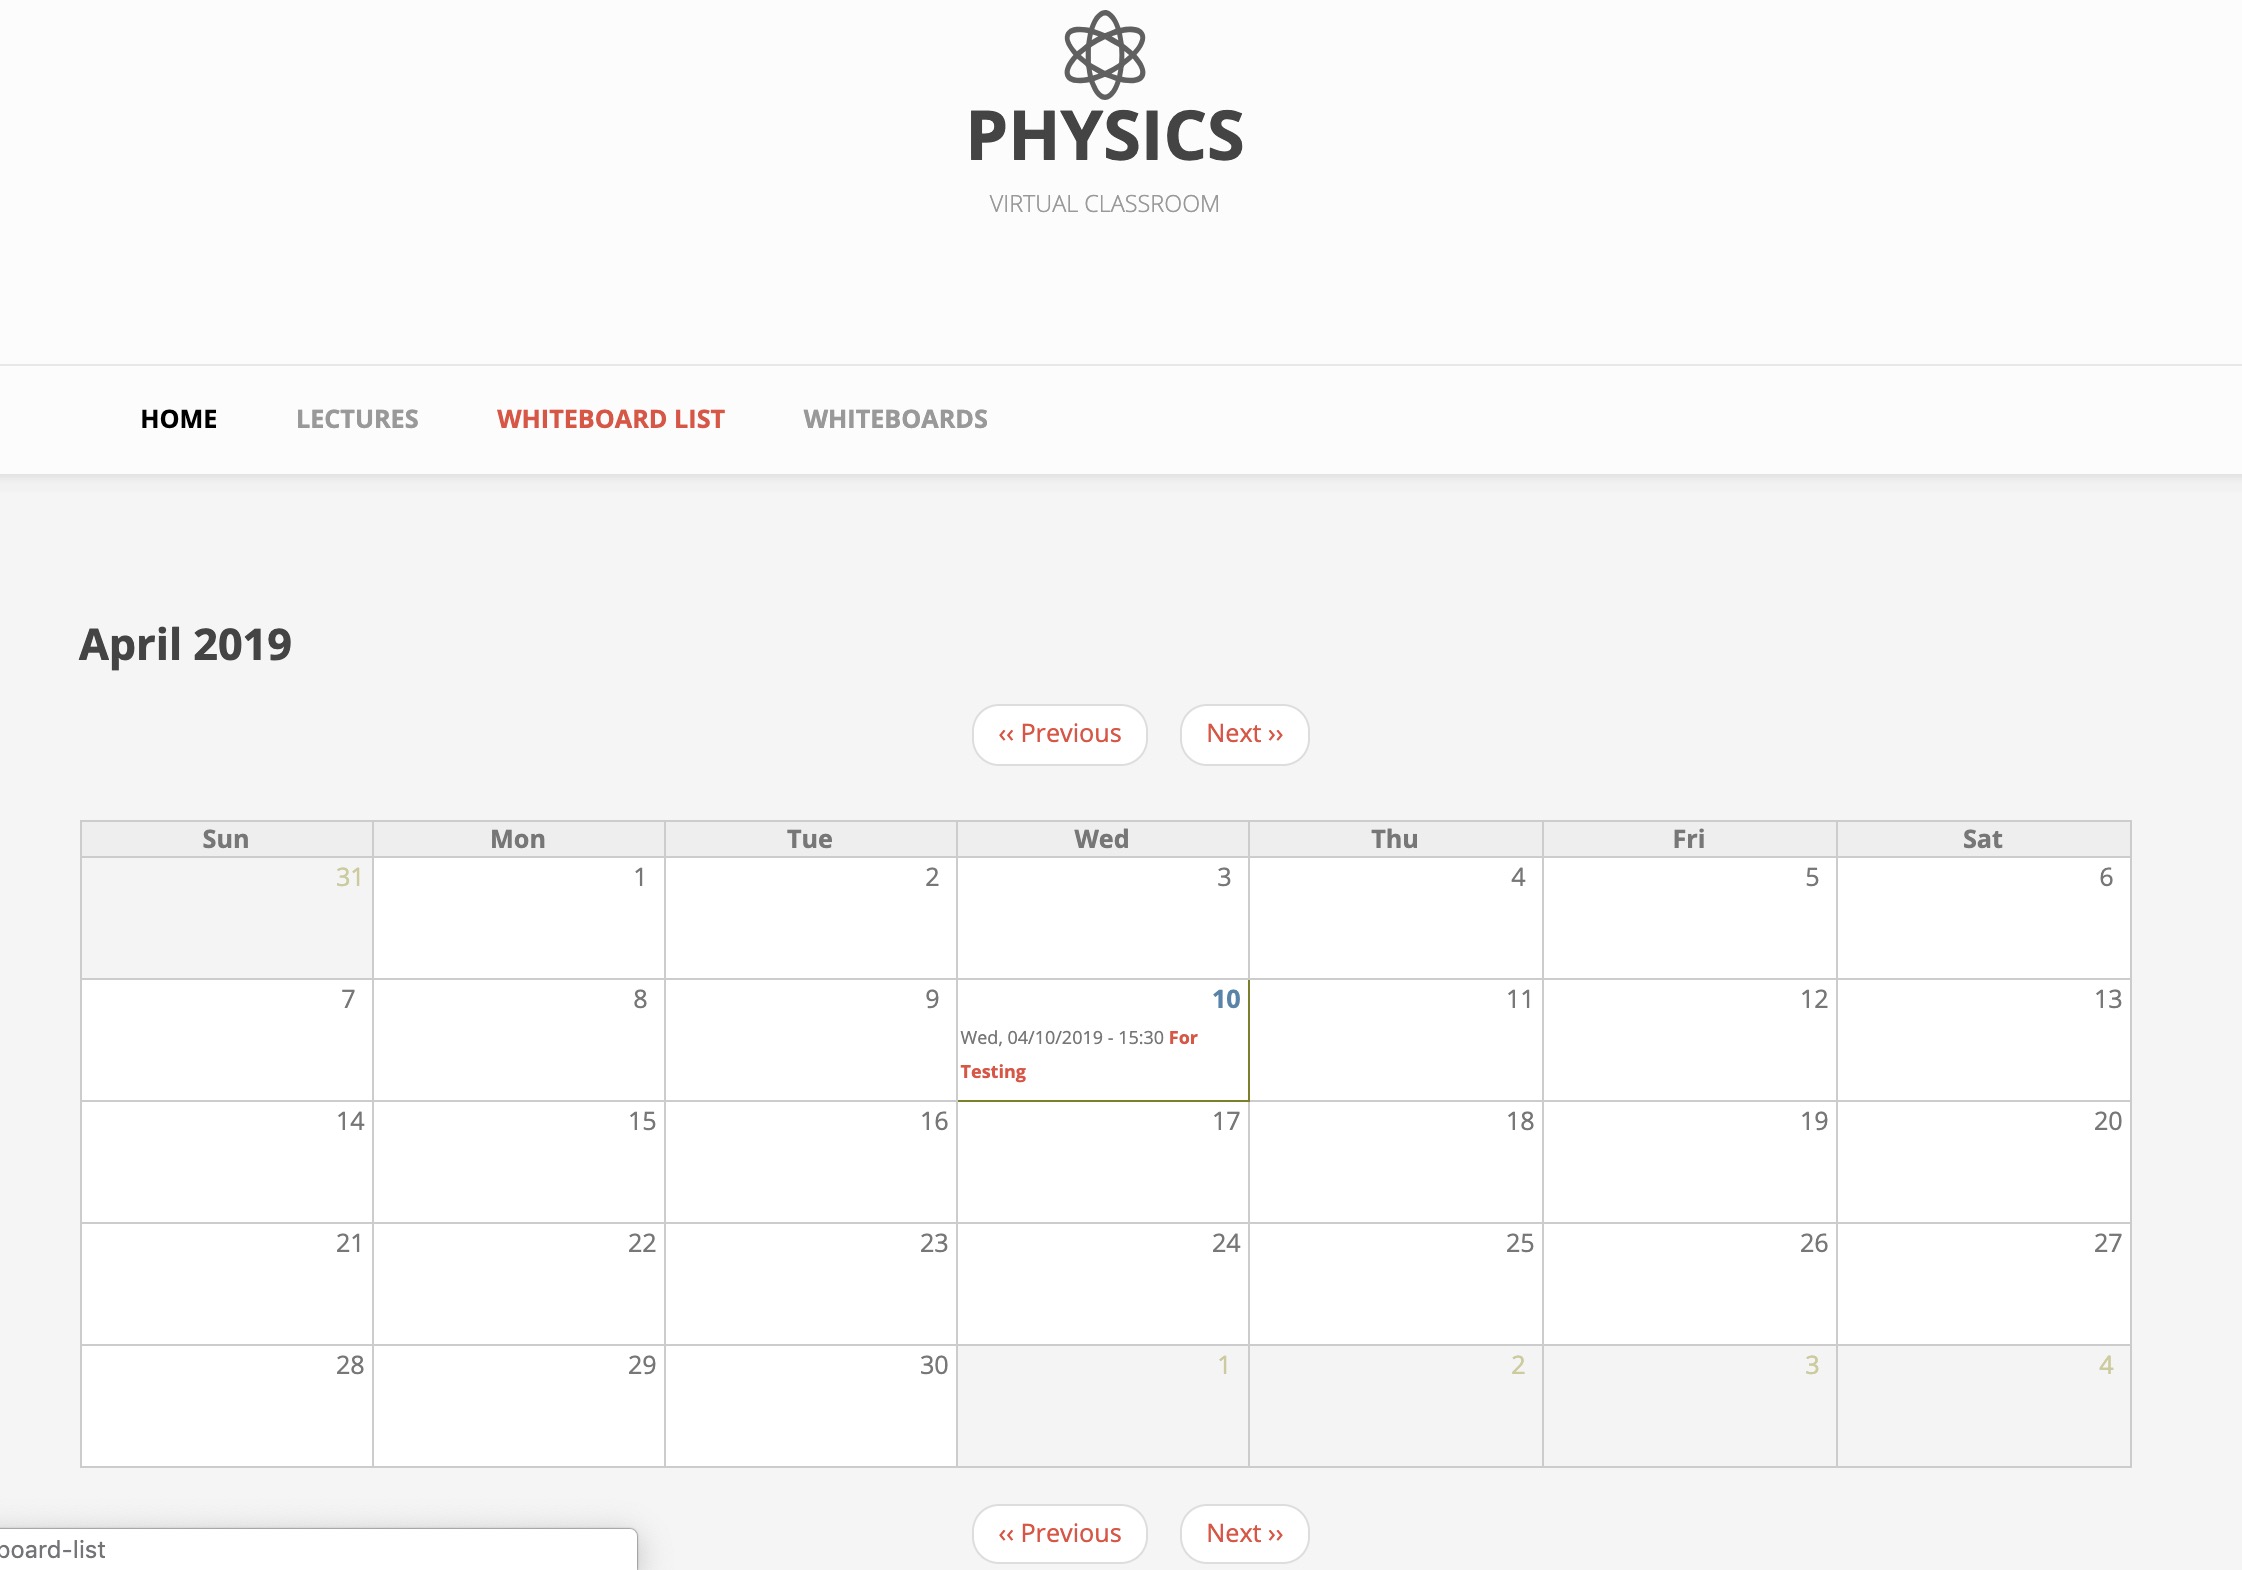 PHYSICS
VIRTUAL CLASSROOM
HOME LECTURES WHITEBOARD LIST WHITEBOARDS
April 2019
‹‹ Previous Next ››
Sun Mon Tue Wed Thu Fri Sat
31 1 2 3 4 5 6
7 8 9 10 11 12 13
Wed, 04/10/2019 - 15:30 For
Testing
14 15 16 17 18 19 20
21 22 23 24 25 26 27
28 29 30 1 2 3 4
‹‹ Previous Next ››
board-list